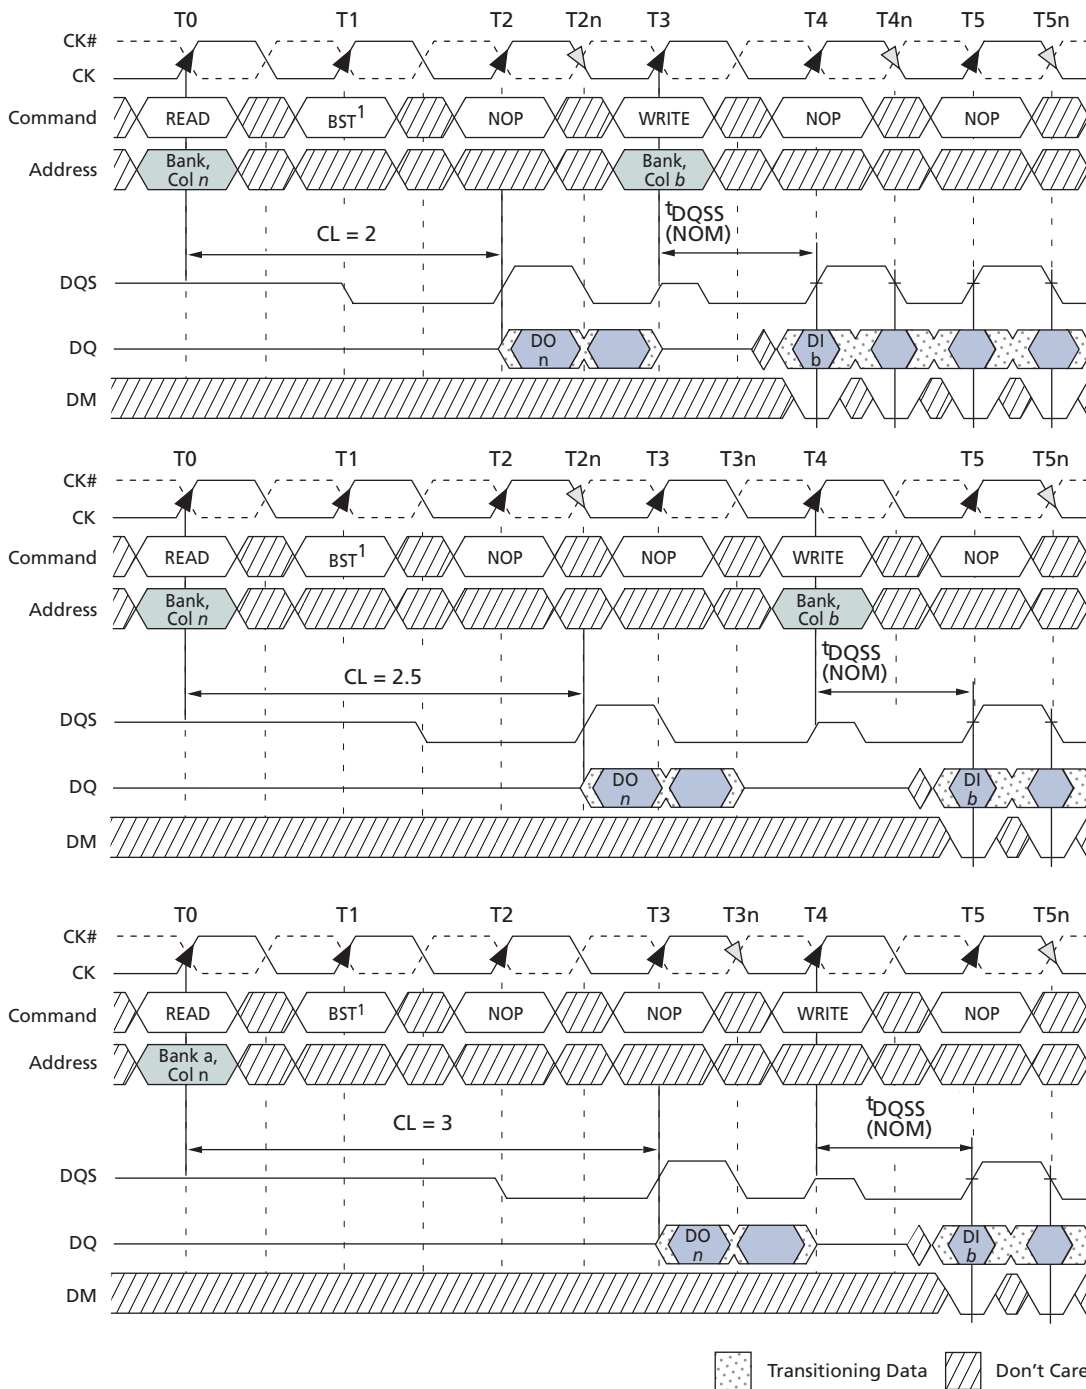 T0 T1 T2 T2n T3 T4 T4n T5 T5n
CK#
CK
Command READ BST1 NOP WRITE NOP NOP
Address Bank, Col n Bank, Col b
CL = 2 tDQSS (NOM)
DQS
DQ DO n DI b
DM
T0 T1 T2 T2n T3 T3n T4 T5 T5n
CK#
CK
Command READ BST1 NOP NOP WRITE NOP
Address Bank, Col n Bank, Col b
CL = 2.5 tDQSS (NOM)
DQS
DQ DO n DI b
DM
T0 T1 T2 T3 T3n T4 T5 T5n
CK#
CK
Command READ BST1 NOP NOP WRITE NOP
Address Bank a, Col n
CL = 3 tDQSS (NOM)
DQS
DQ DO n DI b
DM
Transitioning Data Don't Care